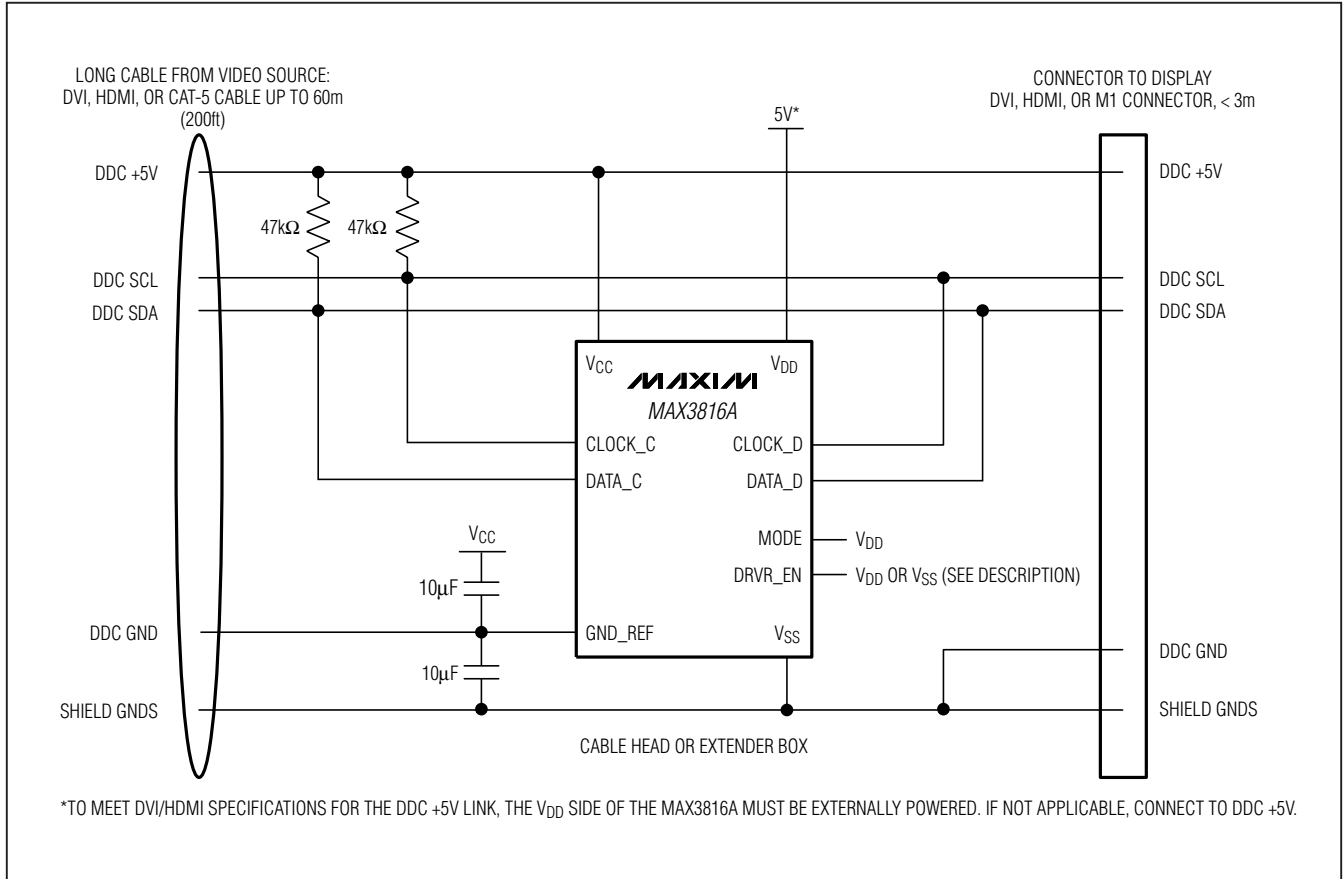 LONG CABLE FROM VIDEO SOURCE:
DVI, HDMI, OR CAT-5 CABLE UP TO 60m
(200ft)
CONNECTOR TO DISPLAY
DVI, HDMI, OR M1 CONNECTOR, < 3m
5V*
DDC +5V
DDC +5V
47kΩ
47kΩ
DDC SCL
DDC SCL
DDC SDA
DDC SDA
VCC
VDD
MAXIM
MAX3816A
CLOCK_C
CLOCK_D
DATA_C
DATA_D
MODE
VDD
VCC
DRVR_EN
VDD OR VSS (SEE DESCRIPTION)
10µF
DDC GND
GND_REF
VSS
DDC GND
10µF
SHIELD GNDS
SHIELD GNDS
CABLE HEAD OR EXTENDER BOX
*TO MEET DVI/HDMI SPECIFICATIONS FOR THE DDC +5V LINK, THE VDD SIDE OF THE MAX3816A MUST BE EXTERNALLY POWERED. IF NOT APPLICABLE, CONNECT TO DDC +5V.